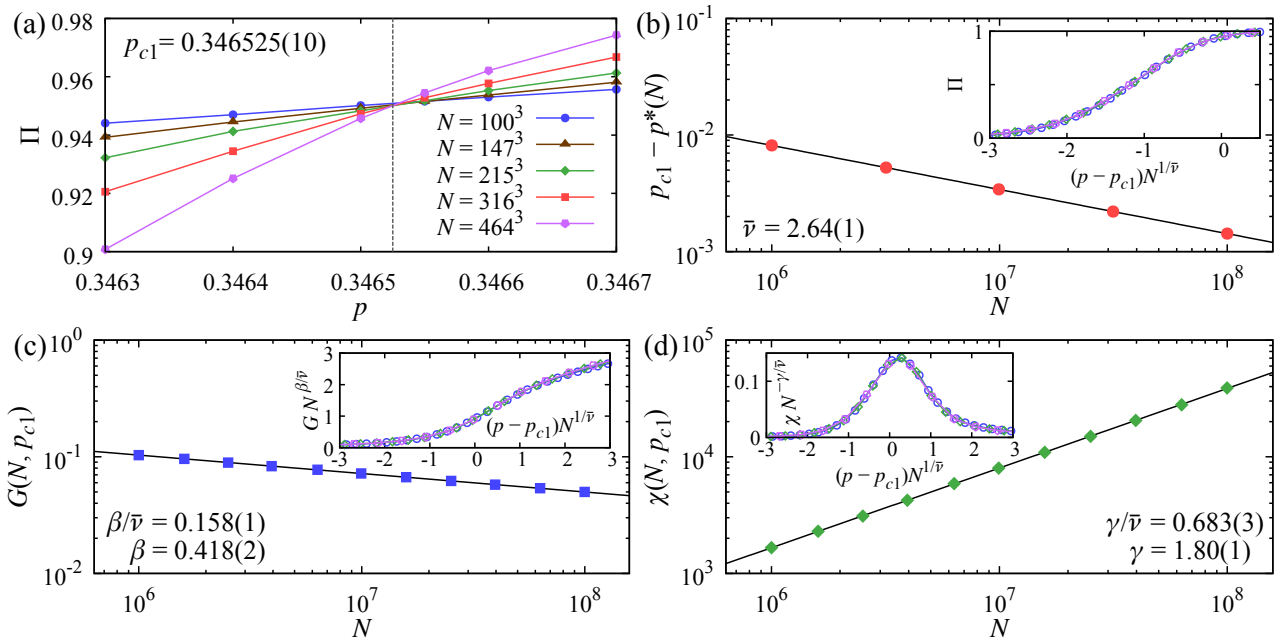 (a)
0.98
0.96
0.94
0.92
0.9
Π
p_{c1} = 0.346525(10)
N = 100^3
N = 147^3
N = 215^3
N = 316^3
N = 464^3
0.3463 0.3464 0.3465 0.3466 0.3467
p
(b)
10^{-1}
10^{-2}
10^{-3}
p_{c1} − p^*(N)
1
0
Π
-3 -2 -1 0
(p − p_{c1})N^{1/ν̄}
ν̄ = 2.64(1)
10^6 10^7 10^8
N
(c)
10^0
10^{-1}
10^{-2}
G(N, p_{c1})
3
2
1
0
G N^{β/ν̄}
(p − p_{c1})N^{1/ν̄}
-3 -2 -1 0 1 2 3
β/ν̄ = 0.158(1)
β = 0.418(2)
10^6 10^7 10^8
N
(d)
10^5
10^4
10^3
χ(N, p_{c1})
0.1
0
χ N^{−γ/ν̄}
-3 -2 -1 0 1 2 3
(p − p_{c1})N^{1/ν̄}
γ/ν̄ = 0.683(3)
γ = 1.80(1)
10^6 10^7 10^8
N